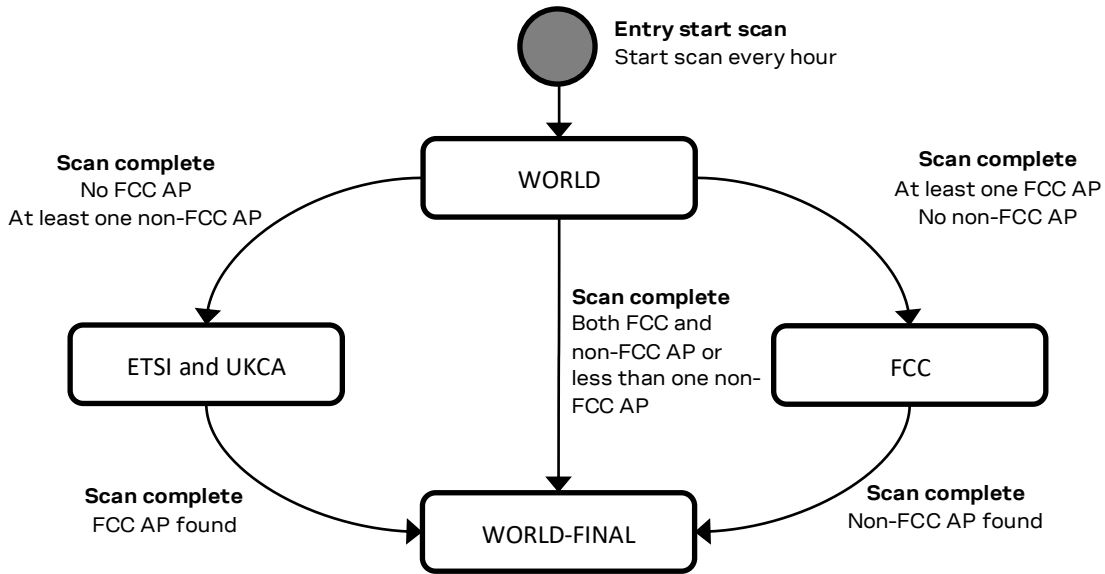 Entry start scan
Start scan every hour
WORLD
Scan complete
No FCC AP
At least one non-FCC AP
Scan complete
At least one FCC AP
No non-FCC AP
Scan complete
Both FCC and
non-FCC AP or
less than one non-
FCC AP
ETSI and UKCA
FCC
Scan complete
FCC AP found
Scan complete
Non-FCC AP found
WORLD-FINAL